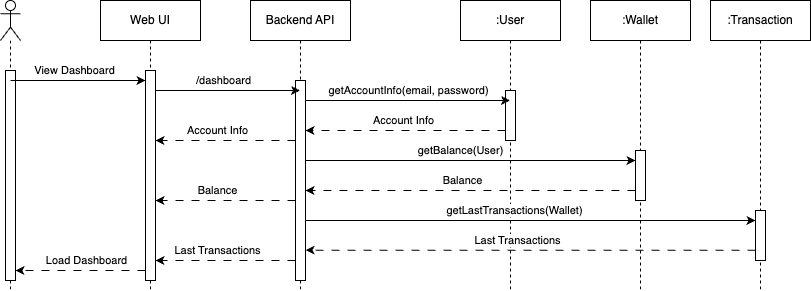 Web UI
Backend API
:User
:Wallet
:Transaction
View Dashboard
/dashboard
getAccountInfo(email, password)
Account Info
Account Info
getBalance(User)
Balance
Balance
getLastTransactions(Wallet)
Last Transactions
Last Transactions
Load Dashboard